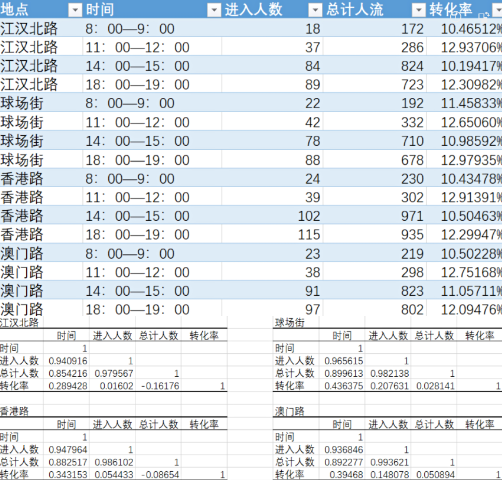 地点 时间 进入人数 总计人流 转化率
江汉北路 8：00—9：00 18 172 10.46512%
江汉北路 11：00—12：00 37 286 12.93706%
江汉北路 14：00—15：00 84 824 10.19417%
江汉北路 18：00—19：00 89 723 12.30982%
球场街 8：00—9：00 22 192 11.45833%
球场街 11：00—12：00 42 332 12.65060%
球场街 14：00—15：00 78 710 10.98592%
球场街 18：00—19：00 88 678 12.97935%
香港路 8：00—9：00 24 230 10.43478%
香港路 11：00—12：00 39 302 12.91391%
香港路 14：00—15：00 102 971 10.50463%
香港路 18：00—19：00 115 935 12.29947%
澳门路 8：00—9：00 23 219 10.50228%
澳门路 11：00—12：00 38 298 12.75168%
澳门路 14：00—15：00 91 823 11.05711%
澳门路 18：00—19：00 97 802 12.09476%
江汉北路
时间 进入人数 总计人数 转化率
时间 1
进入人数 0.940916 1
总计人数 0.854216 0.979567 1
转化率 0.289428 0.01602 -0.16176 1
球场街
时间 进入人数 总计人数 转化率
时间 1
进入人数 0.965615 1
总计人数 0.899613 0.982138 1
转化率 0.436375 0.207631 0.028141 1
香港路
时间 进入人数 总计人数 转化率
时间 1
进入人数 0.947964 1
总计人数 0.882517 0.986102 1
转化率 0.343153 0.054433 -0.08654 1
澳门路
时间 进入人数 总计人数 转化率
时间 1
进入人数 0.936846 1
总计人数 0.892277 0.993621 1
转化率 0.39468 0.148078 0.050894 1